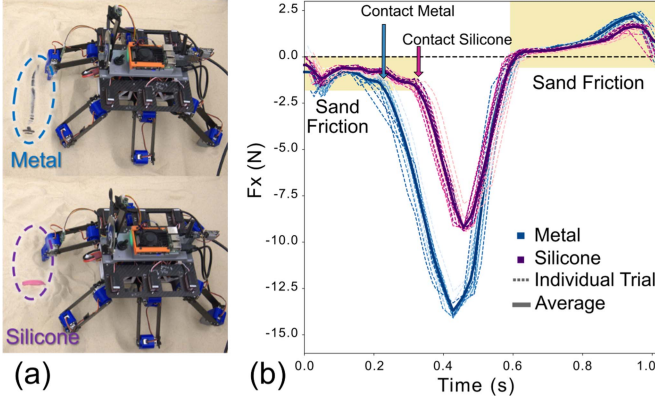 Metal
Silicone
(a)
Contact Metal
Contact Silicone
Sand
Friction
Sand Friction
Fx (N)
2.5
0.0
-2.5
-5.0
-7.5
-10.0
-12.5
-15.0
Metal
Silicone
Individual Trial
Average
0.0
0.2
0.4
0.6
0.8
1.0
Time (s)
(b)